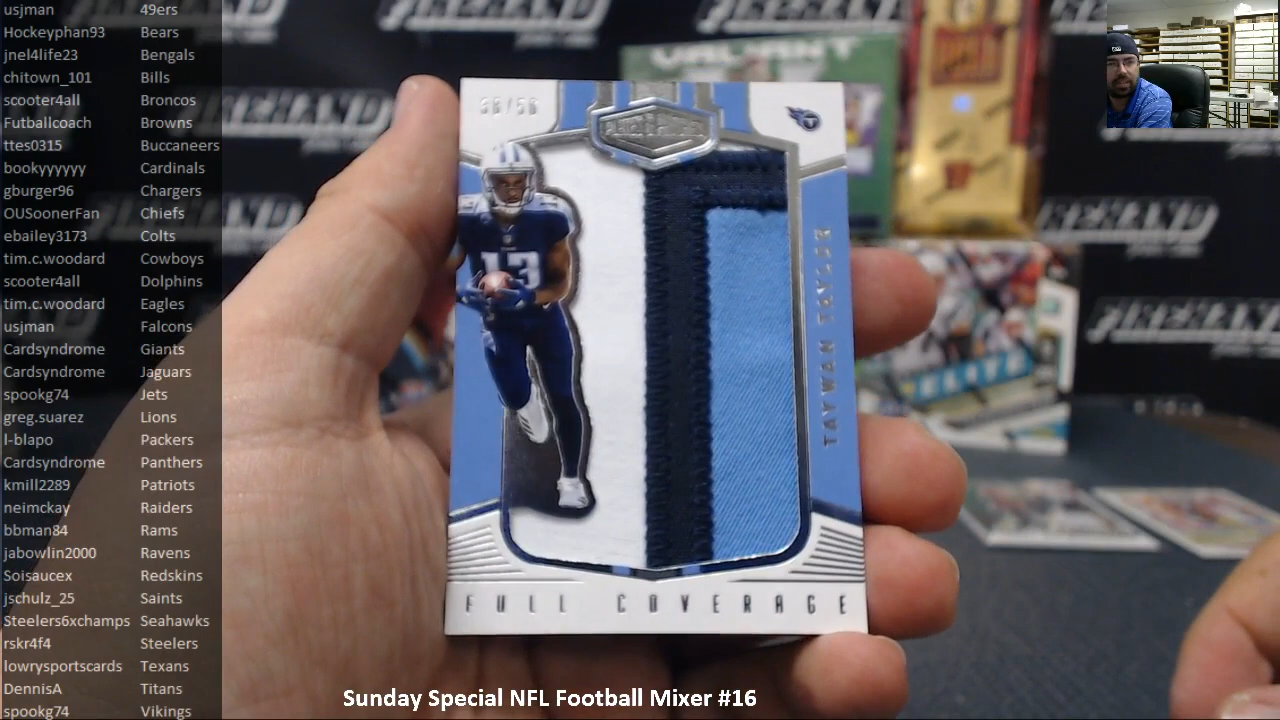 usjman 49ers
Hockeyphan93 Bears
jnel4life23 Bengals
chitown_101 Bills
scooter4all Broncos
Futballcoach Browns
ttes0315 Buccaneers
bookyyyyyy Cardinals
gburger96 Chargers
OUSoonerFan Chiefs
ebailey3173 Colts
tim.c.woodard Cowboys
scooter4all Dolphins
tim.c.woodard Eagles
usjman Falcons
Cardsyndrome Giants
Cardsyndrome Jaguars
spookg74 Jets
greg.suarez Lions
l-blapo Packers
Cardsyndrome Panthers
kmill2289 Patriots
neimckay Raiders
bbman84 Rams
jabowlin2000 Ravens
Soisaucex Redskins
jschulz_25 Saints
Steelers6xchamps Seahawks
rskr4f4 Steelers
lowrysportscards Texans
DennisA Titans
spookg74 Vikings
13
TAYWAN TAYLOR
FULL COVERAGE
Sunday Special NFL Football Mixer #16